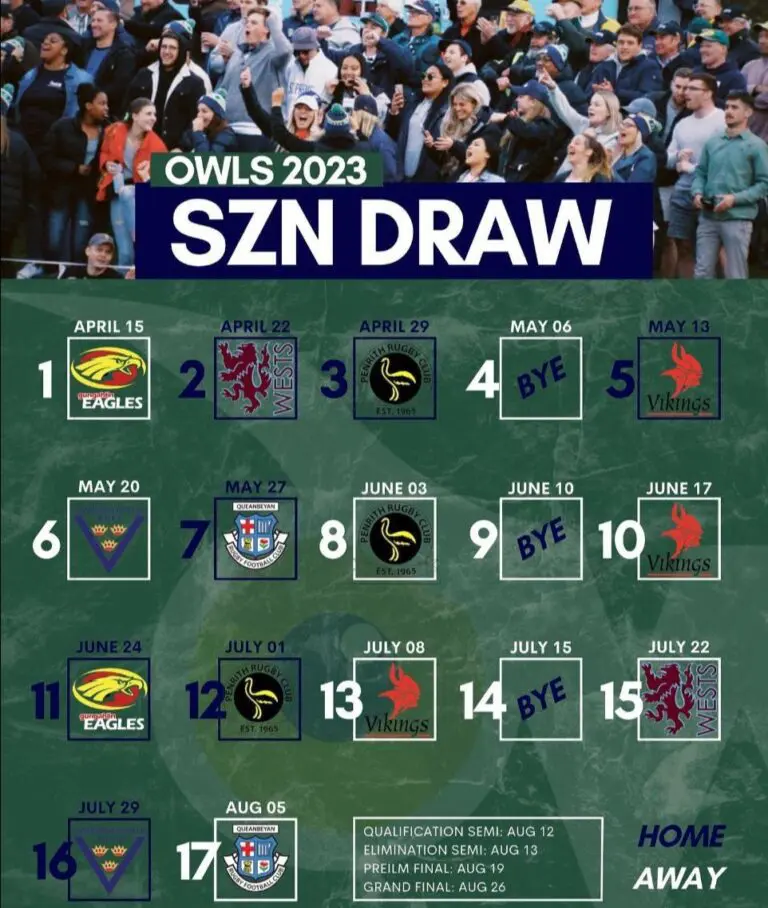 OWLS 2023
SZN DRAW
APRIL 15
APRIL 22
APRIL 29
MAY 06
MAY 13
1
gungahlin
EAGLES
2
WESTS
3
PENRITH RUGBY CLUB
EST. 1965
4
BYE
5
Vikings
MAY 20
MAY 27
JUNE 03
JUNE 10
JUNE 17
6
7
QUEANBEYAN
RUGBY FOOTBALL CLUB
8
PENRITH RUGBY CLUB
EST. 1965
9
BYE
10
Vikings
JUNE 24
JULY 01
JULY 08
JULY 15
JULY 22
11
gungahlin
EAGLES
12
PENRITH RUGBY CLUB
EST. 1965
13
Vikings
14
BYE
15
WESTS
JULY 29
AUG 05
16
17
QUEANBEYAN
RUGBY FOOTBALL CLUB
QUALIFICATION SEMI: AUG 12
ELIMINATION SEMI: AUG 13
PREILM FINAL: AUG 19
GRAND FINAL: AUG 26
HOME
AWAY